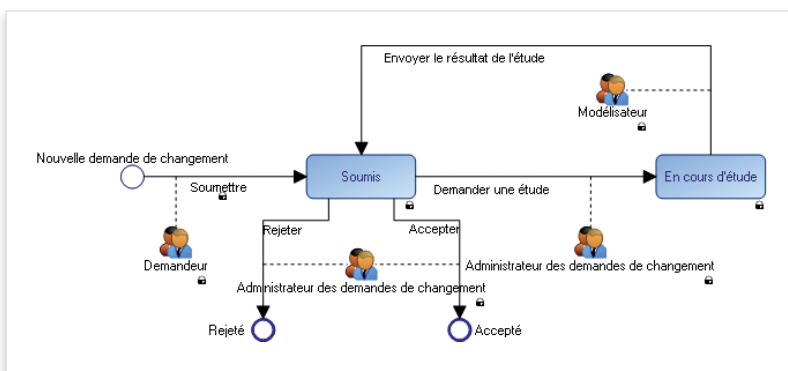 Envoyer le résultat de l'étude
Modélisateur
Nouvelle demande de changement
Soumettre
Soumis
Demander une étude
En cours d'étude
Rejeter
Accepter
Demandeur
Administrateur des demandes de changement
Administrateur des demandes de changement
Rejeté
Accepté